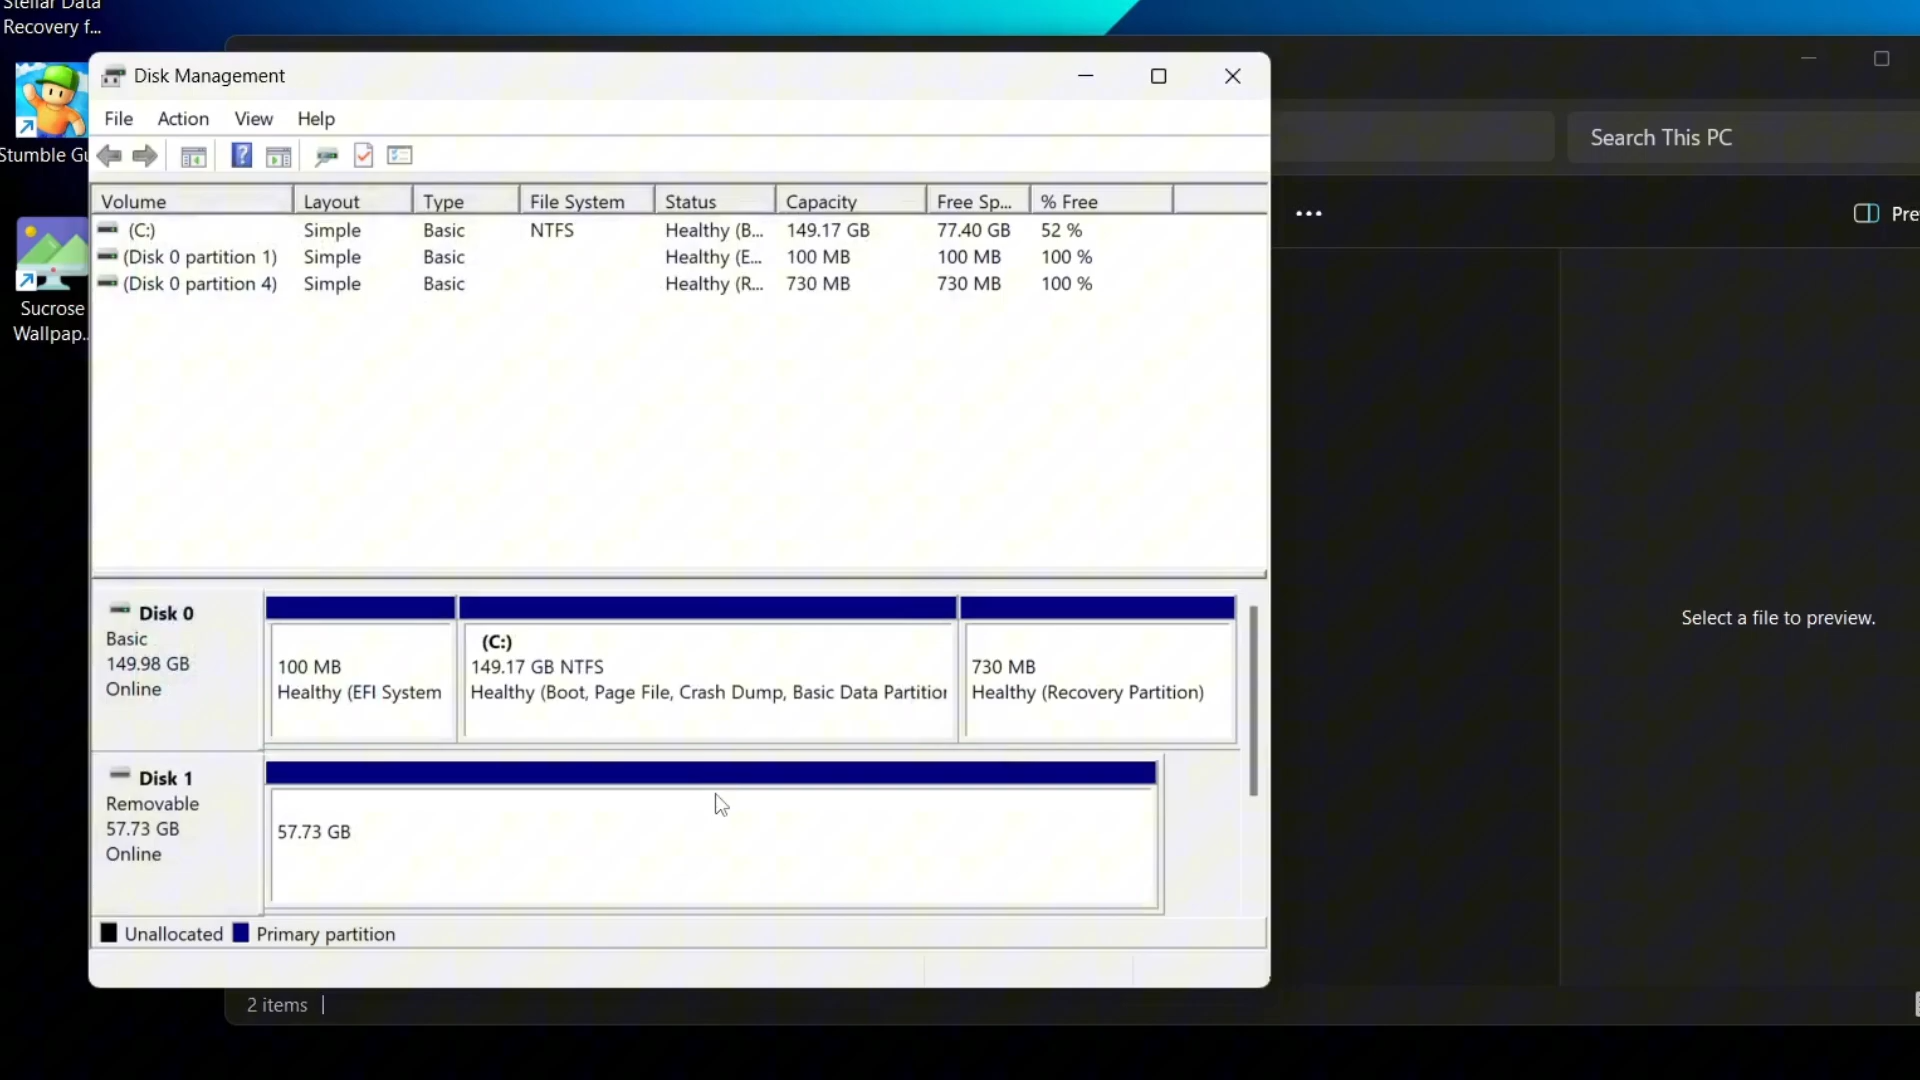 Stellar Data
Recovery f...
Stumble Gu
Sucrose
Wallpap...
Disk Management
File Action View Help
Volume Layout Type File System Status Capacity Free Sp... % Free
(C:) Simple Basic NTFS Healthy (B... 149.17 GB 77.40 GB 52 %
(Disk 0 partition 1) Simple Basic Healthy (E... 100 MB 100 MB 100 %
(Disk 0 partition 4) Simple Basic Healthy (R... 730 MB 730 MB 100 %
Disk 0
Basic
149.98 GB
Online
100 MB
Healthy (EFI System
(C:)
149.17 GB NTFS
Healthy (Boot, Page File, Crash Dump, Basic Data Partition
730 MB
Healthy (Recovery Partition)
Disk 1
Removable
57.73 GB
Online
57.73 GB
Unallocated Primary partition
Search This PC
Pre
Select a file to preview.
2 items